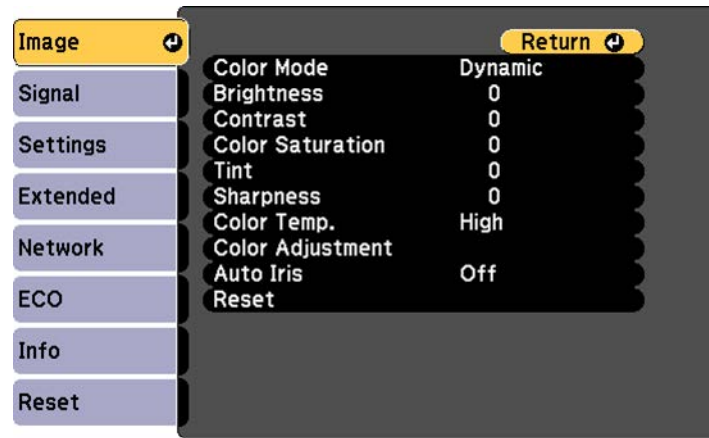 Image
Signal
Settings
Extended
Network
ECO
Info
Reset
Return
Color Mode Dynamic
Brightness 0
Contrast 0
Color Saturation 0
Tint 0
Sharpness 0
Color Temp. High
Color Adjustment
Auto Iris Off
Reset